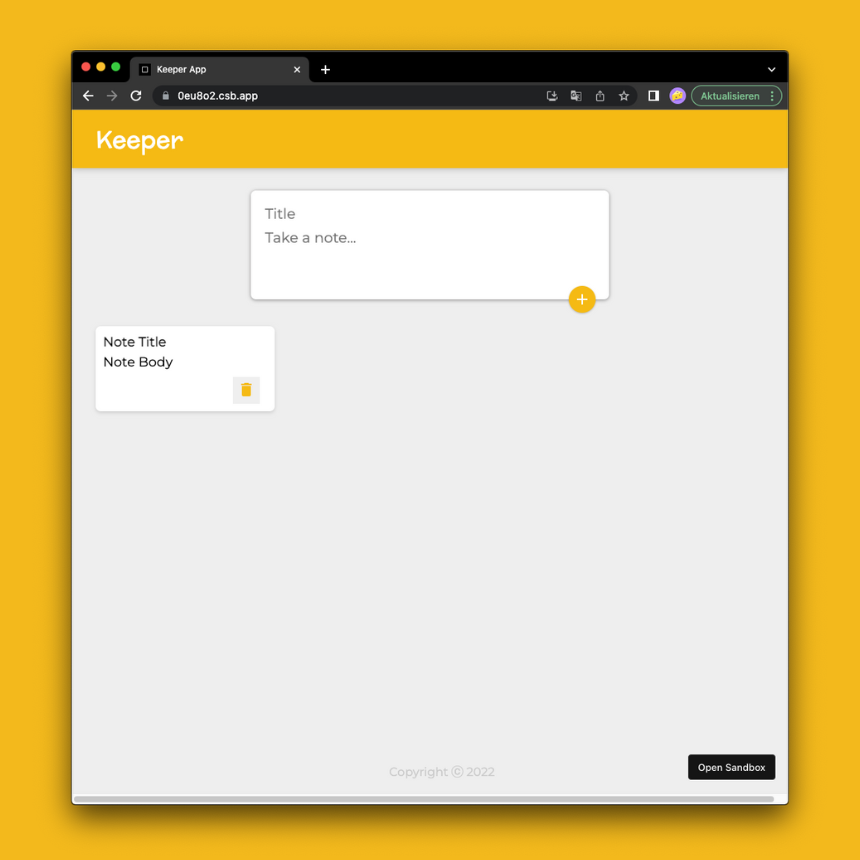 Keeper App
0eu8o2.csb.app
Aktualisieren
Keeper
Title
Take a note...
Note Title
Note Body
Copyright ⓒ 2022
Open Sandbox